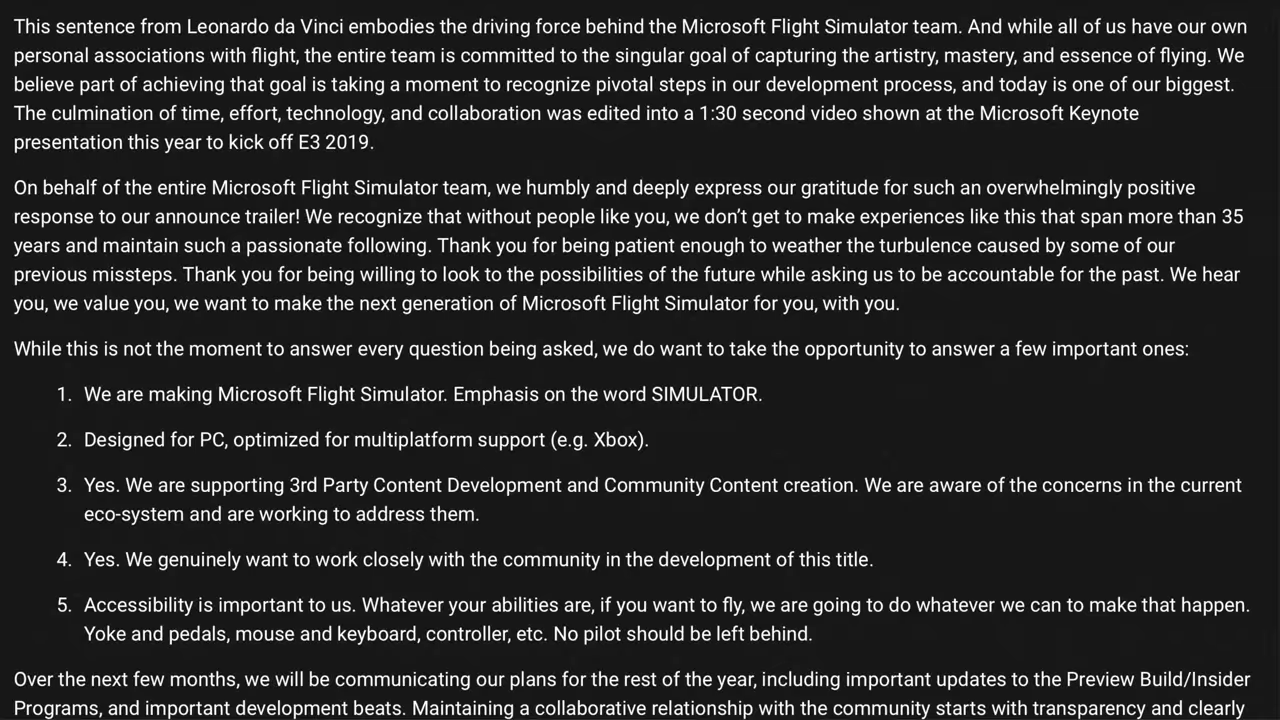 This sentence from Leonardo da Vinci embodies the driving force behind the Microsoft Flight Simulator team. And while all of us have our own
personal associations with flight, the entire team is committed to the singular goal of capturing the artistry, mastery, and essence of flying. We
believe part of achieving that goal is taking a moment to recognize pivotal steps in our development process, and today is one of our biggest.
The culmination of time, effort, technology, and collaboration was edited into a 1:30 second video shown at the Microsoft Keynote
presentation this year to kick off E3 2019.
On behalf of the entire Microsoft Flight Simulator team, we humbly and deeply express our gratitude for such an overwhelmingly positive
response to our announce trailer! We recognize that without people like you, we don’t get to make experiences like this that span more than 35
years and maintain such a passionate following. Thank you for being patient enough to weather the turbulence caused by some of our
previous missteps. Thank you for being willing to look to the possibilities of the future while asking us to be accountable for the past. We hear
you, we value you, we want to make the next generation of Microsoft Flight Simulator for you, with you.
While this is not the moment to answer every question being asked, we do want to take the opportunity to answer a few important ones:
1. We are making Microsoft Flight Simulator. Emphasis on the word SIMULATOR.
2. Designed for PC, optimized for multiplatform support (e.g. Xbox).
3. Yes. We are supporting 3rd Party Content Development and Community Content creation. We are aware of the concerns in the current
eco-system and are working to address them.
4. Yes. We genuinely want to work closely with the community in the development of this title.
5. Accessibility is important to us. Whatever your abilities are, if you want to fly, we are going to do whatever we can to make that happen.
Yoke and pedals, mouse and keyboard, controller, etc. No pilot should be left behind.
Over the next few months, we will be communicating our plans for the rest of the year, including important updates to the Preview Build/Insider
Programs, and important development beats. Maintaining a collaborative relationship with the community starts with transparency and clearly